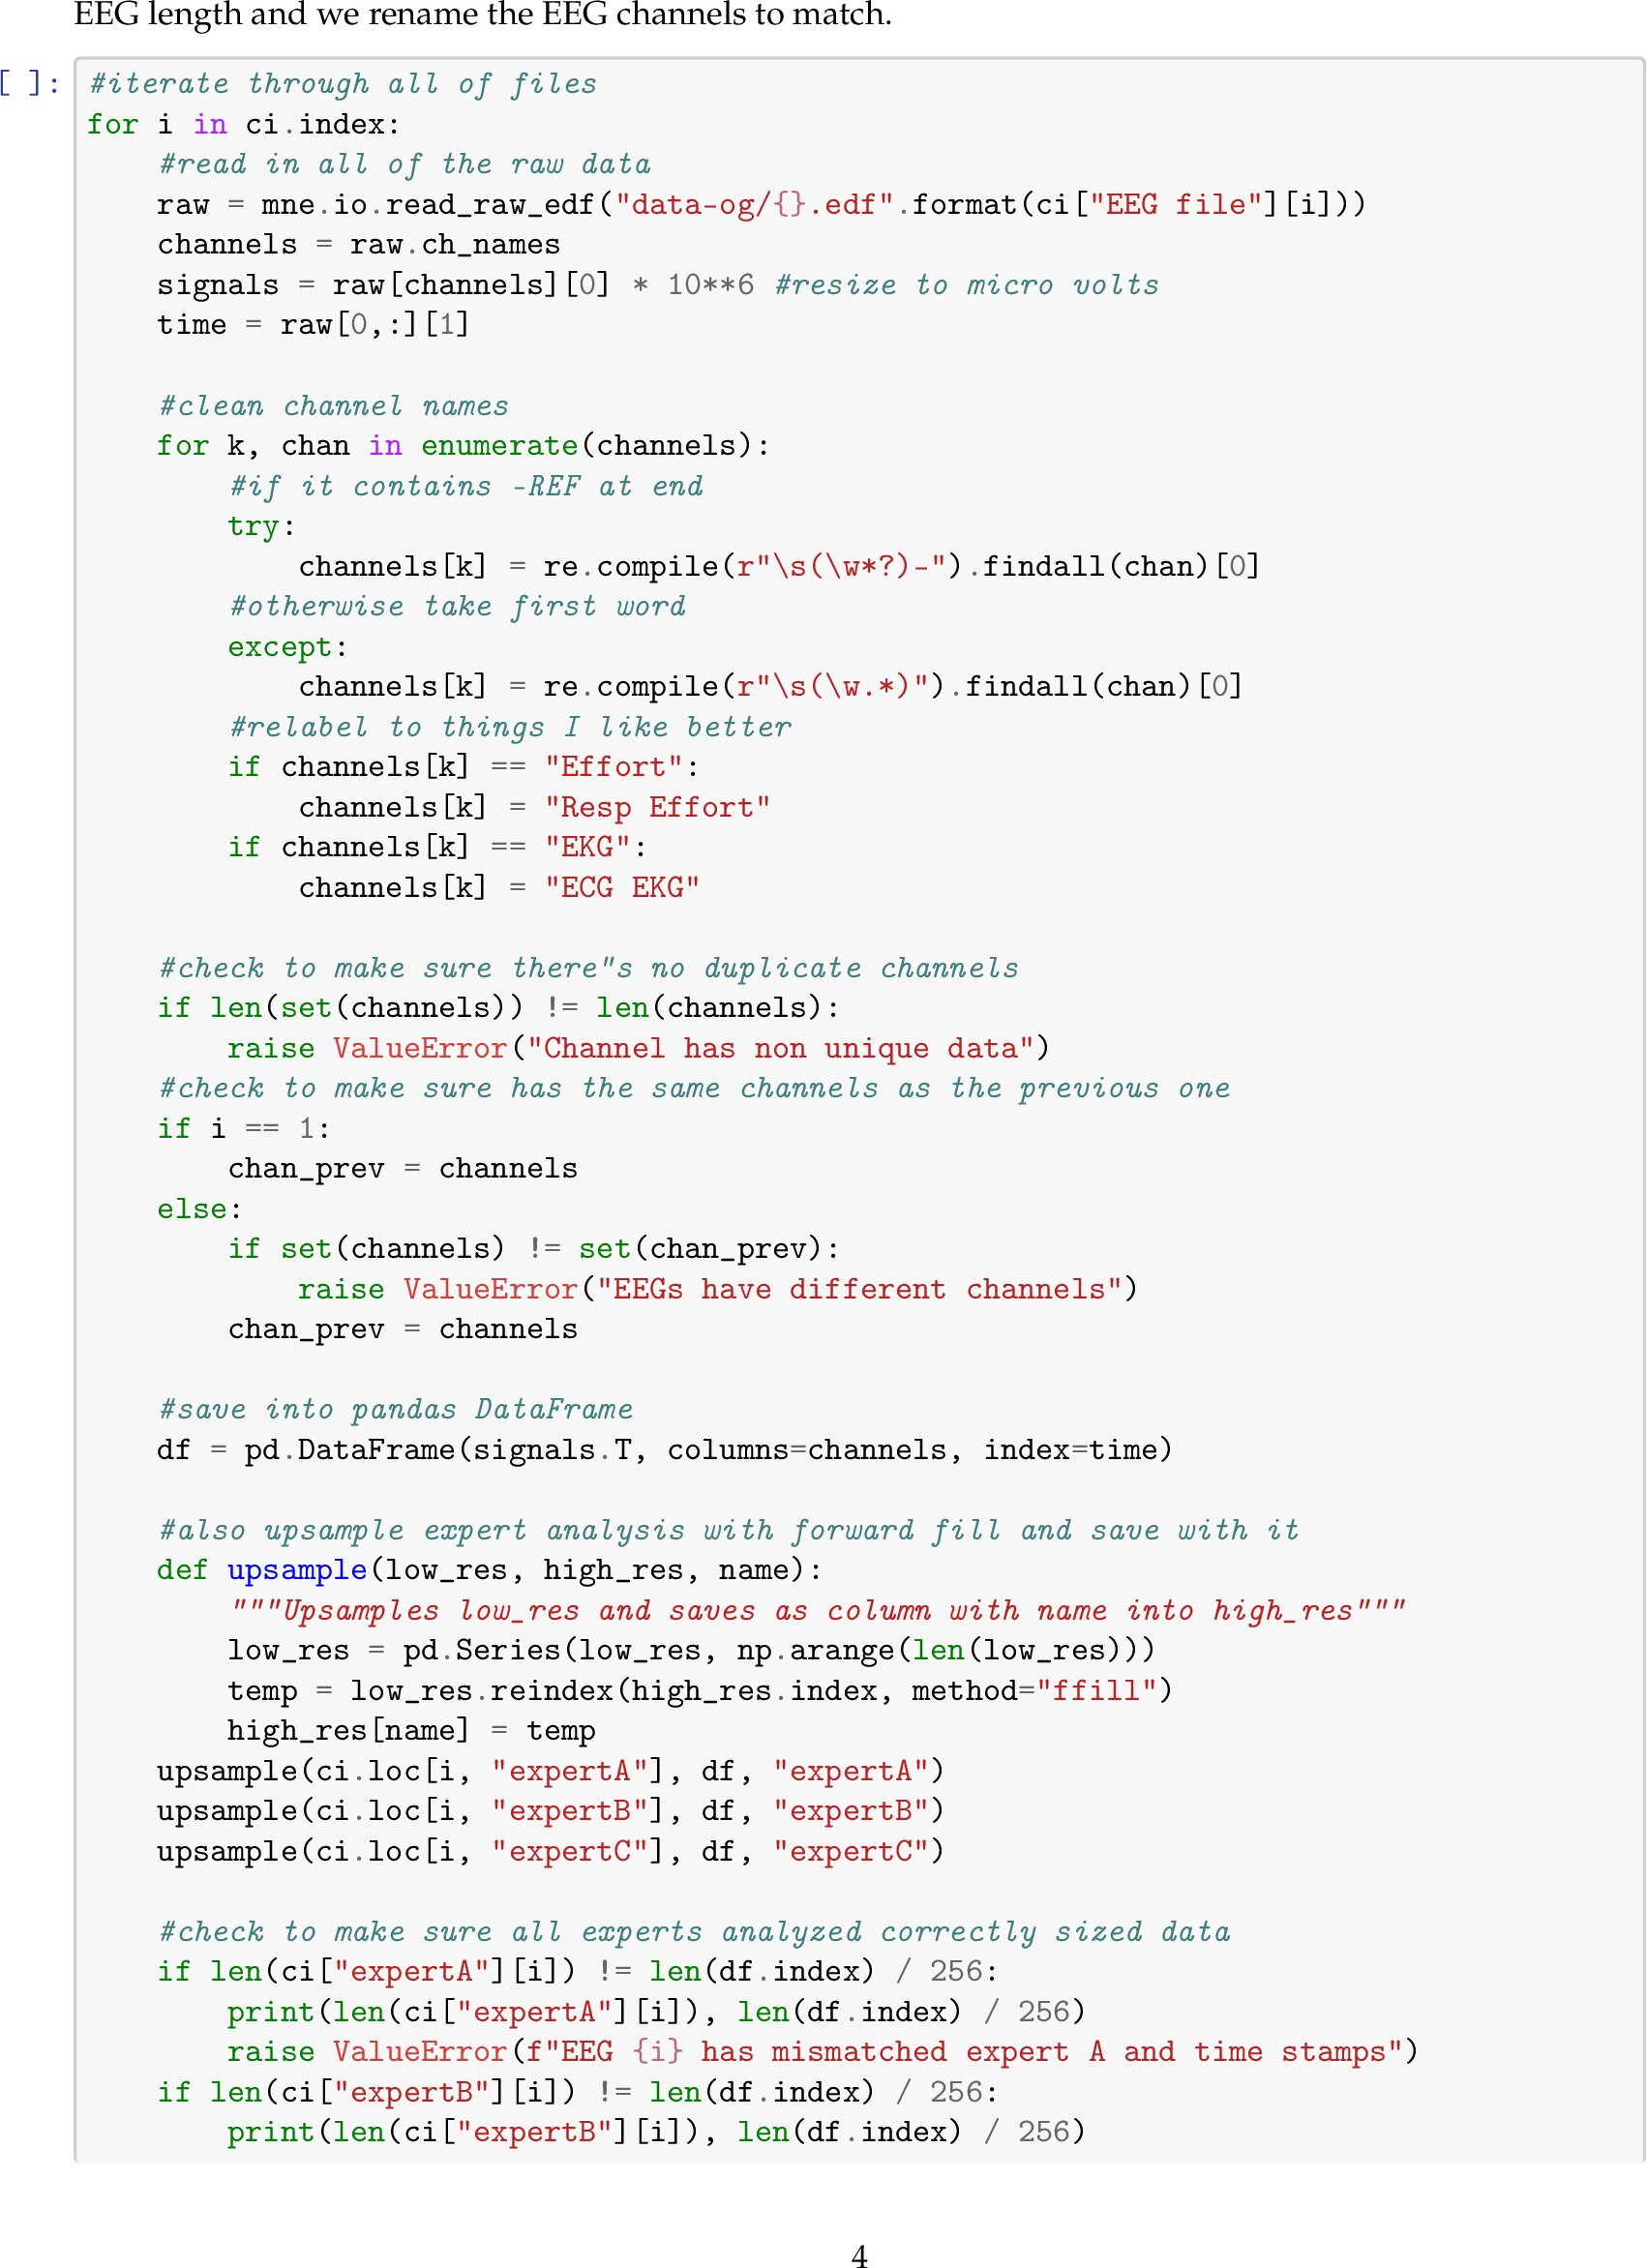 EEG length and we rename the EEG channels to match.
[ ]: #iterate through all of files
for i in ci.index:
    #read in all of the raw data
    raw = mne.io.read_raw_edf("data-og/{}.edf".format(ci["EEG file"][i]))
    channels = raw.ch_names
    signals = raw[channels][0] * 10**6 #resize to micro volts
    time = raw[0,:][1]

    #clean channel names
    for k, chan in enumerate(channels):
        #if it contains -REF at end
        try:
            channels[k] = re.compile(r"\s(\w*?)-").findall(chan)[0]
        #otherwise take first word
        except:
            channels[k] = re.compile(r"\s(\w.*)").findall(chan)[0]
        #relabel to things I like better
        if channels[k] == "Effort":
            channels[k] = "Resp Effort"
        if channels[k] == "EKG":
            channels[k] = "ECG EKG"

    #check to make sure there"s no duplicate channels
    if len(set(channels)) != len(channels):
        raise ValueError("Channel has non unique data")
    #check to make sure has the same channels as the previous one
    if i == 1:
        chan_prev = channels
    else:
        if set(channels) != set(chan_prev):
            raise ValueError("EEGs have different channels")
        chan_prev = channels

    #save into pandas DataFrame
    df = pd.DataFrame(signals.T, columns=channels, index=time)

    #also upsample expert analysis with forward fill and save with it
    def upsample(low_res, high_res, name):
        """Upsamples low_res and saves as column with name into high_res"""
        low_res = pd.Series(low_res, np.arange(len(low_res)))
        temp = low_res.reindex(high_res.index, method="ffill")
        high_res[name] = temp
    upsample(ci.loc[i, "expertA"], df, "expertA")
    upsample(ci.loc[i, "expertB"], df, "expertB")
    upsample(ci.loc[i, "expertC"], df, "expertC")

    #check to make sure all experts analyzed correctly sized data
    if len(ci["expertA"][i]) != len(df.index) / 256:
        print(len(ci["expertA"][i]), len(df.index) / 256)
        raise ValueError(f"EEG {i} has mismatched expert A and time stamps")
    if len(ci["expertB"][i]) != len(df.index) / 256:
        print(len(ci["expertB"][i]), len(df.index) / 256)
4